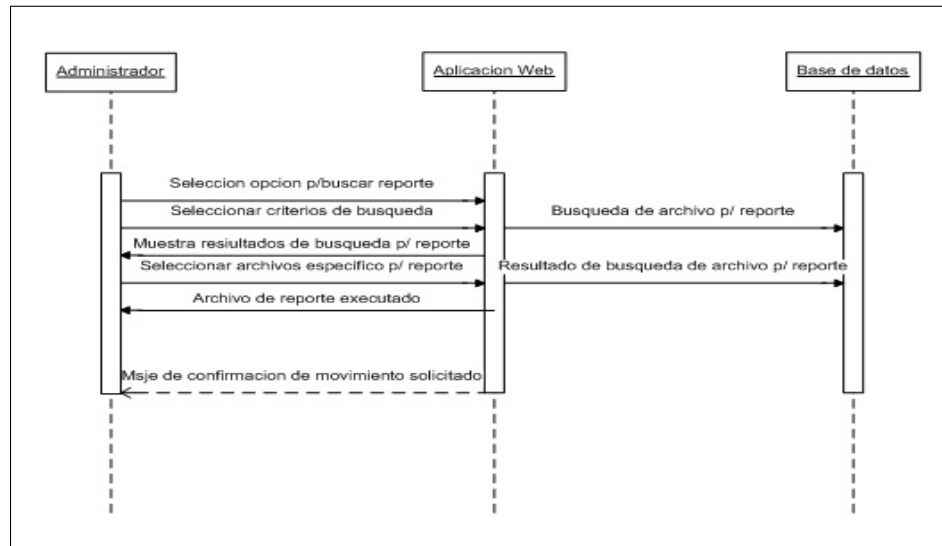 Administrador
Aplicacion Web
Base de datos
Seleccion opcion p/buscar reporte
Seleccionar criterios de busqueda
Busqueda de archivo p/ reporte
Muestra resiultados de busqueda p/ reporte
Seleccionar archivos especifico p/ reporte
Resultado de busqueda de archivo p/ reporte
Archivo de reporte executado
Msje de confirmacion de movimiento solicitado